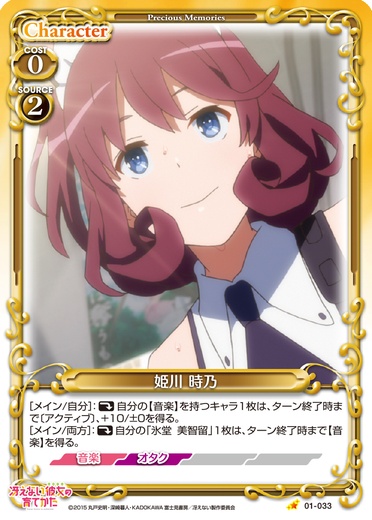 Precious Memories
Character
COST
0
SOURCE
2
姫川 時乃
[メイン/自分]： 自分の【音楽】を持つキャラ1枚は、ターン終了時ま
で〔アクティブ〕、+10/±0を得る。
[メイン/両方]： 自分の「氷堂 美智留」1枚は、ターン終了時まで【音
楽】を得る。
音楽 オタク
冴えない彼女の
育てかた
©2015 丸戸史明・深崎暮人・KADOKAWA 富士見書房／冴えない製作委員会
01-033